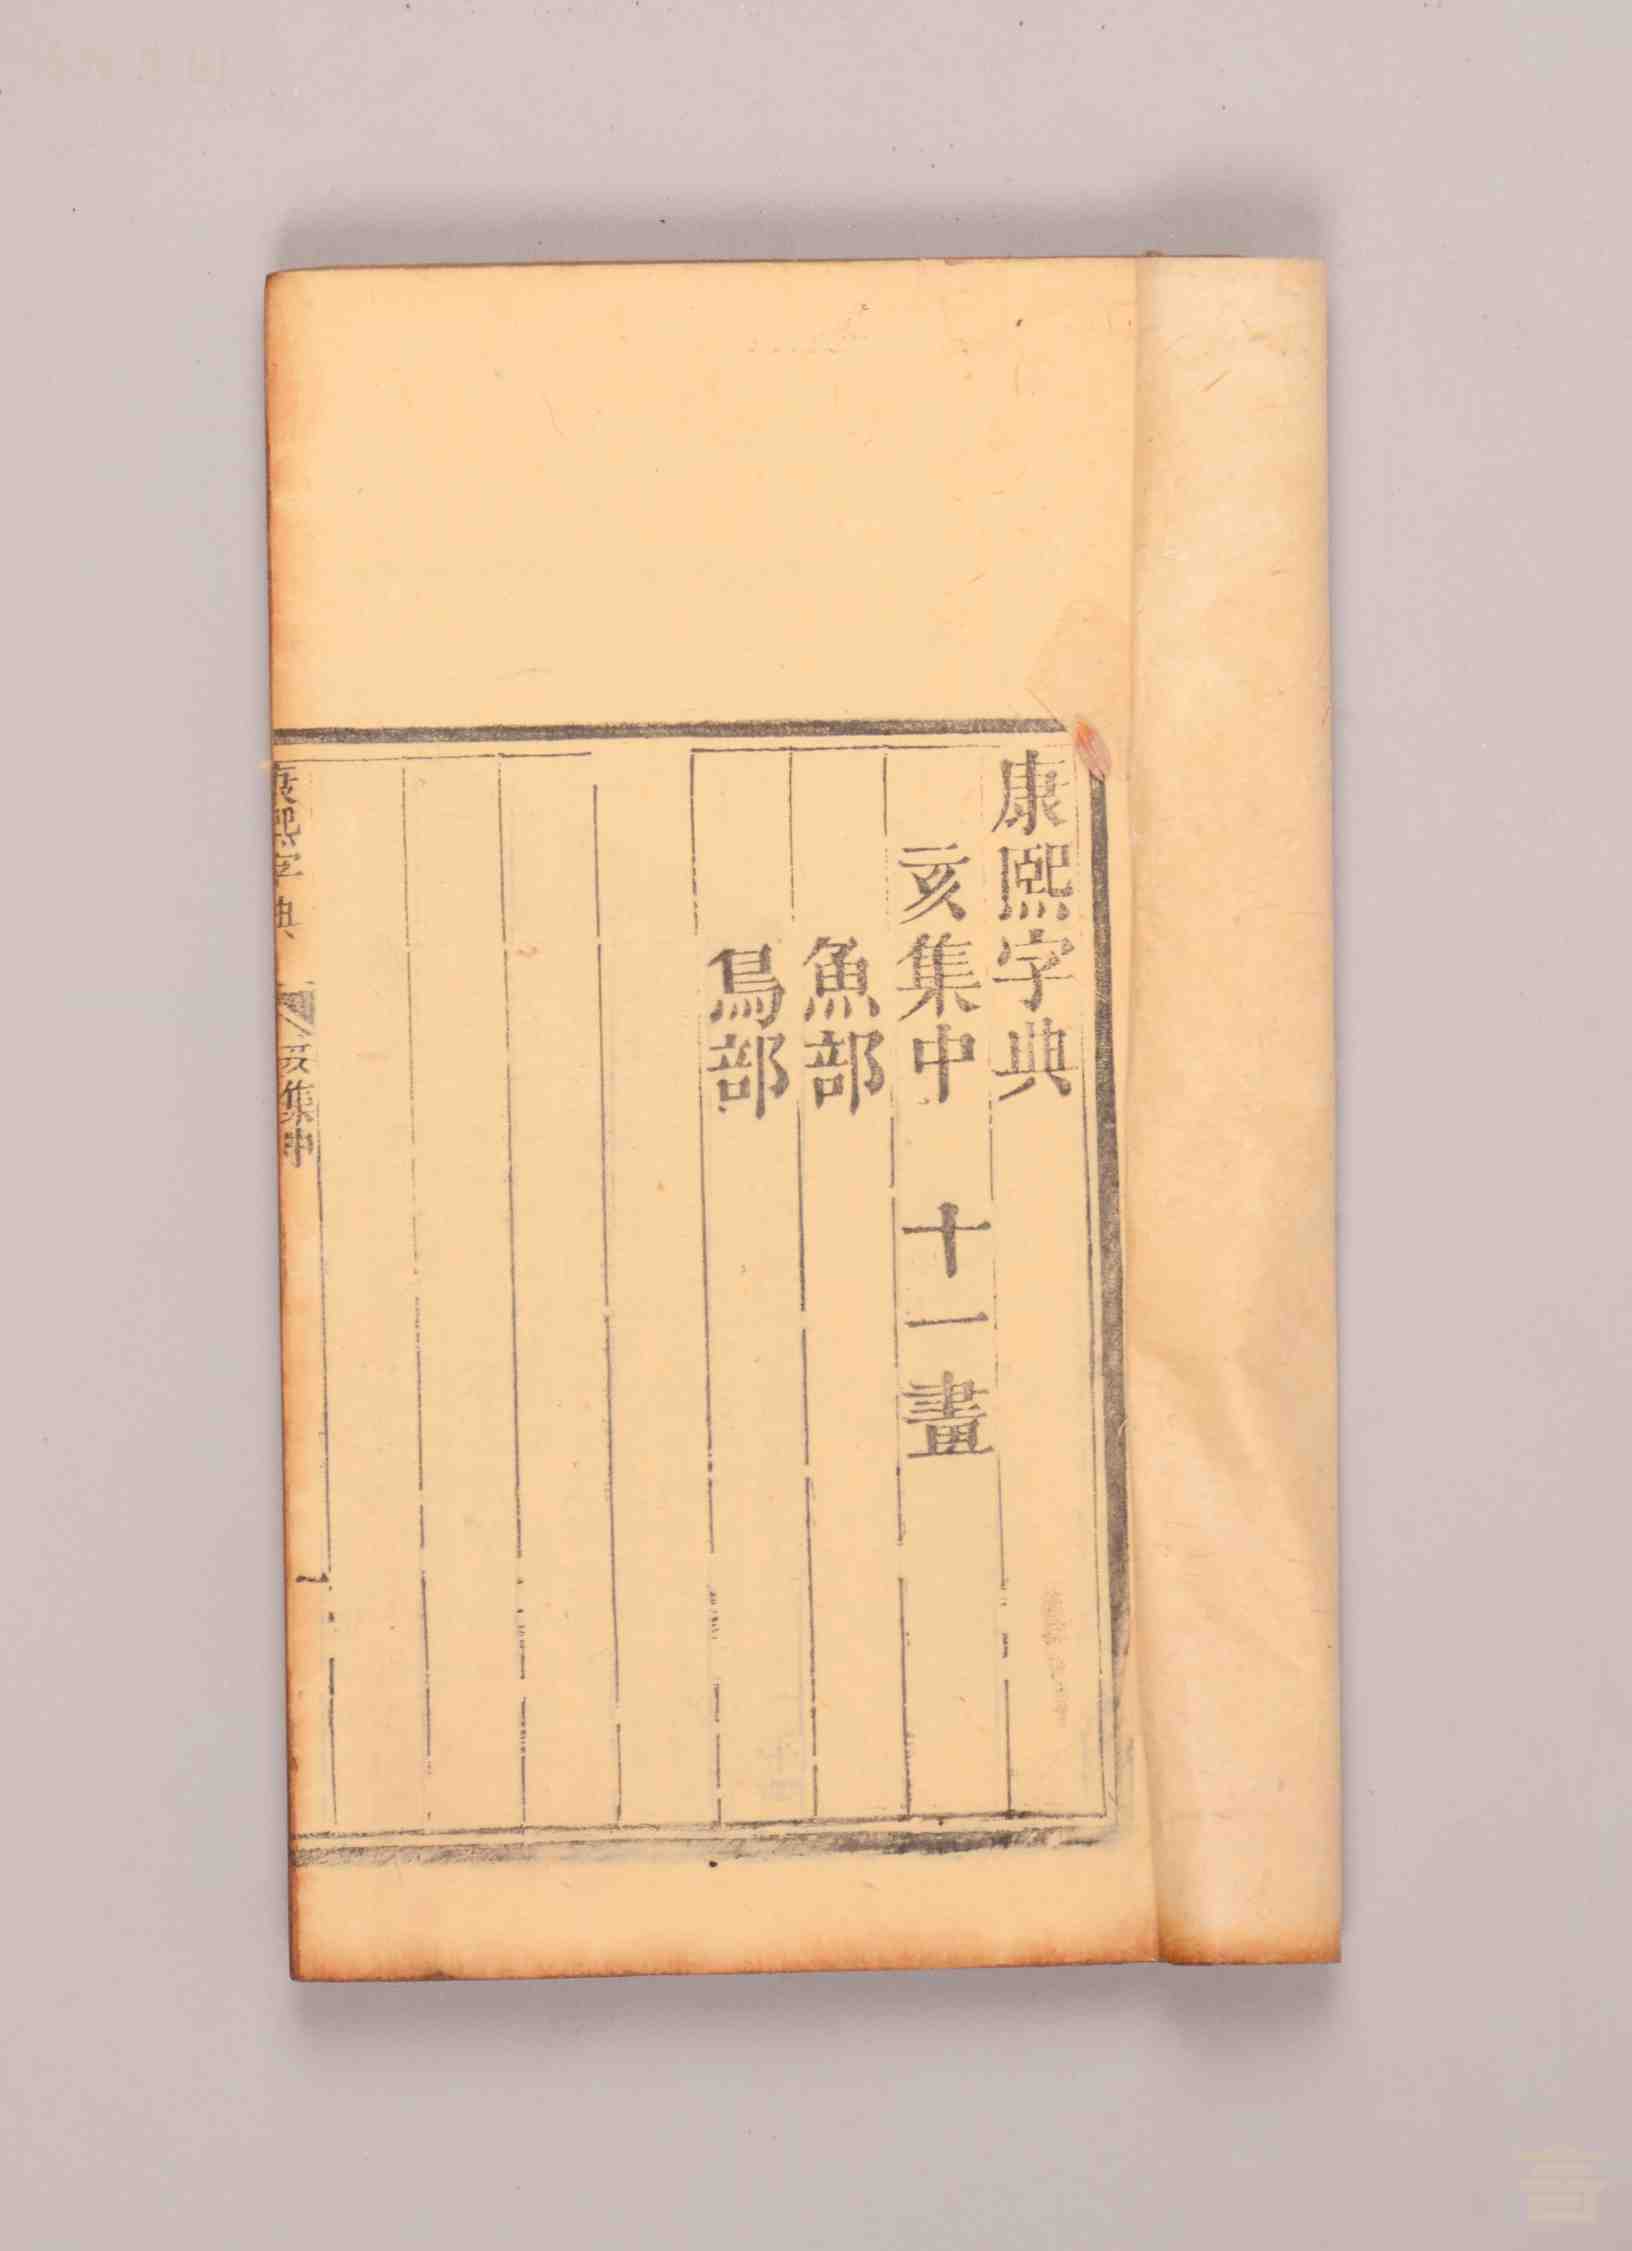 康熙字典
亥集中 十一畫
魚部
鳥部
康熙字典 亥集中 一